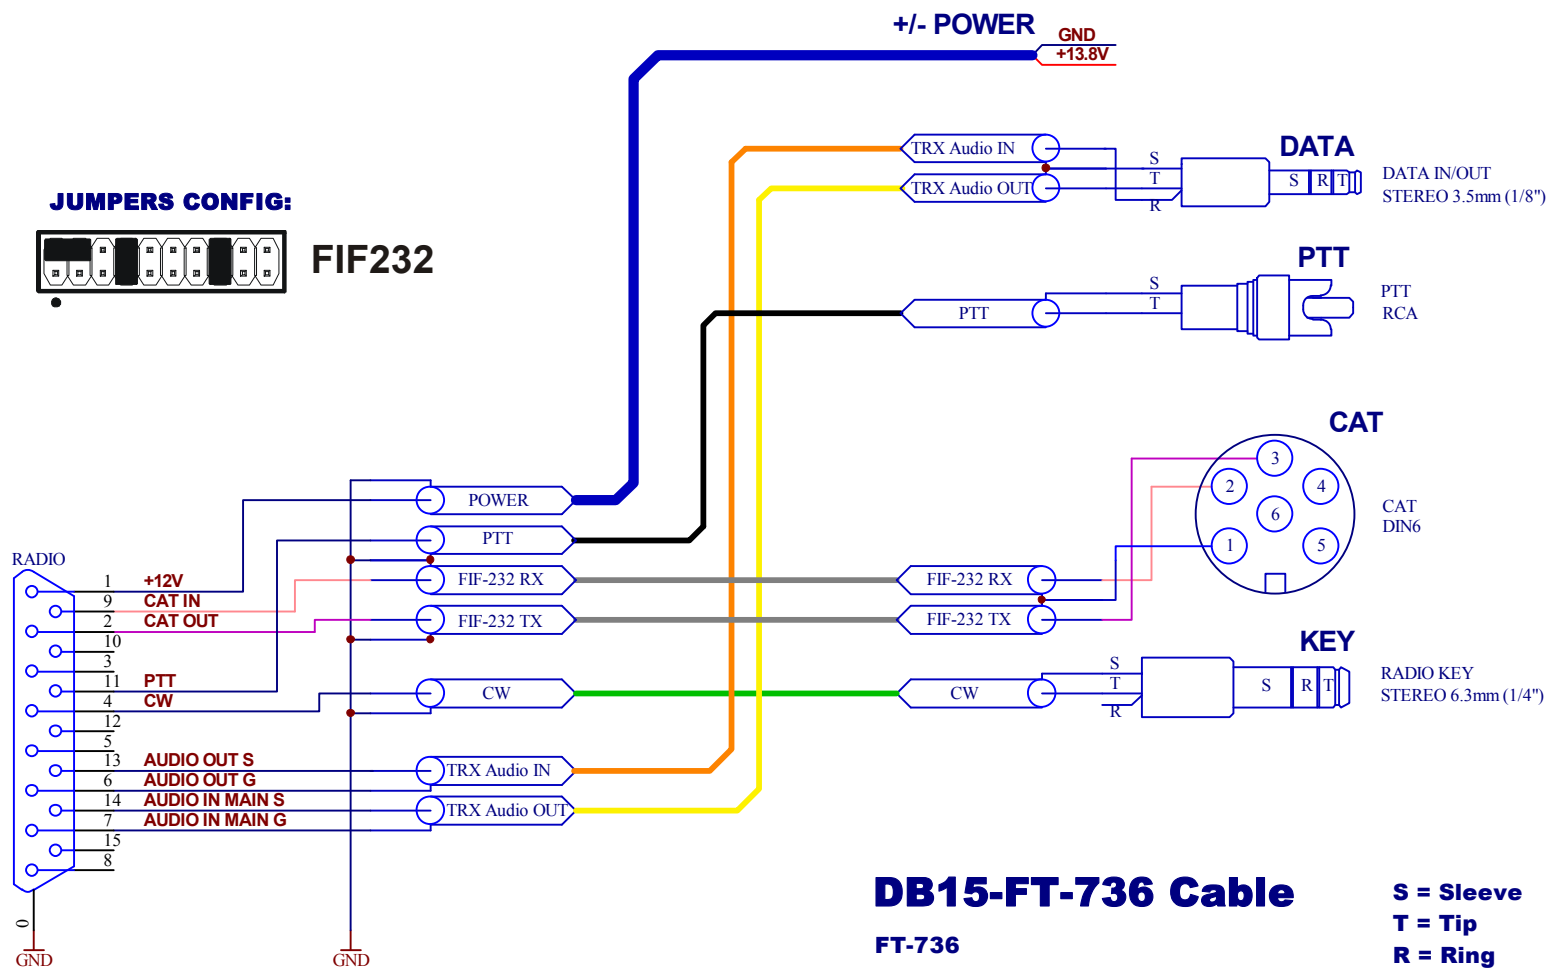 +/- POWER
GND
+13.8V
TRX Audio IN
TRX Audio OUT
S
T
R
DATA
S R T
DATA IN/OUT
STEREO 3.5mm (1/8")
JUMPERS CONFIG:
FIF232
PTT
S
T
PTT
PTT
RCA
CAT
3
2
4
6
1
5
CAT
DIN6
POWER
PTT
FIF-232 RX
FIF-232 TX
FIF-232 RX
FIF-232 TX
KEY
CW
CW
S
T
R
S R T
RADIO KEY
STEREO 6.3mm (1/4")
RADIO
1 +12V
9 CAT IN
2 CAT OUT
10
3
11 PTT
4 CW
12
5
13 AUDIO OUT S
6 AUDIO OUT G
14 AUDIO IN MAIN S
7 AUDIO IN MAIN G
15
8
TRX Audio IN
TRX Audio OUT
0
GND
GND
DB15-FT-736 Cable
FT-736
S = Sleeve
T = Tip
R = Ring